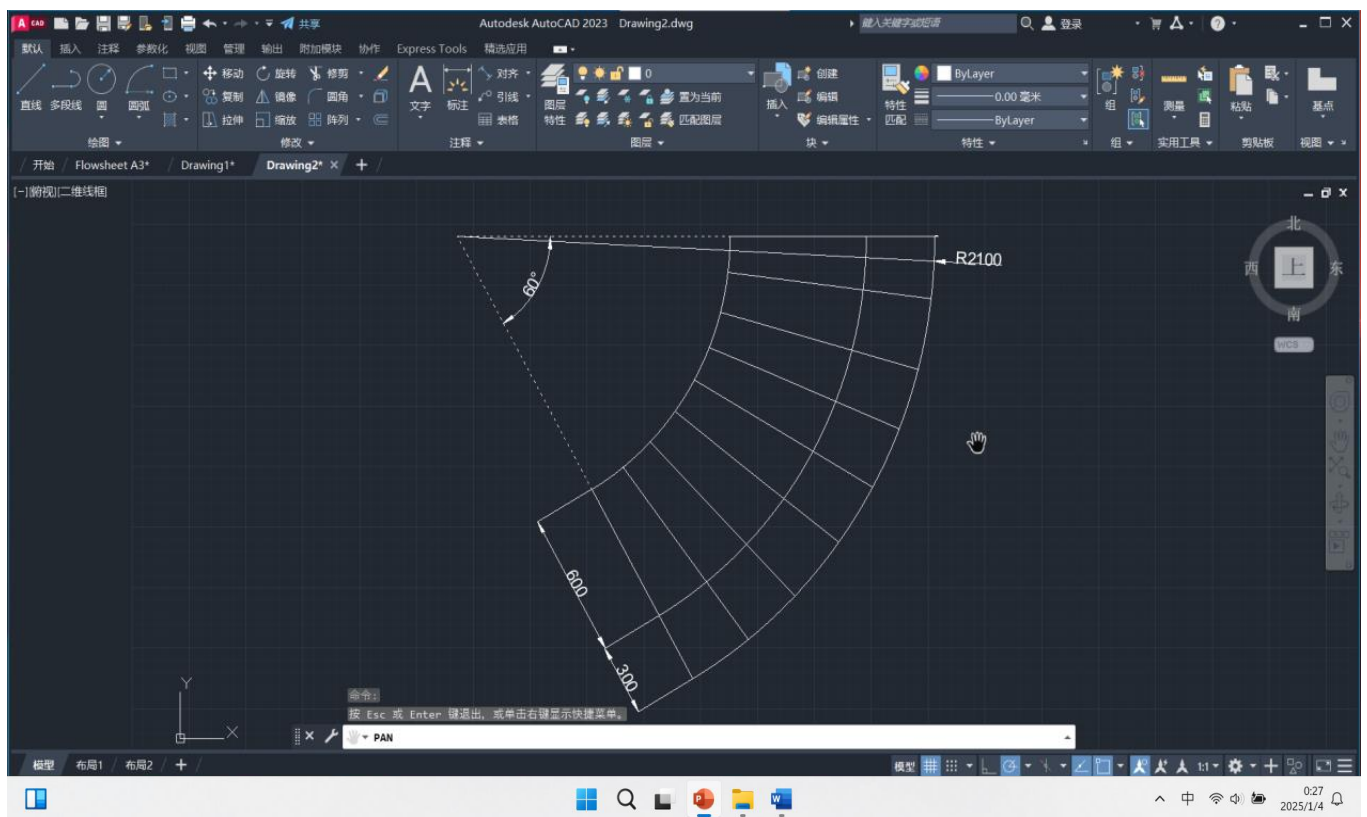 A CAD 共享 Autodesk AutoCAD 2023 Drawing2.dwg 键入关键字或短语 登录
默认 插入 注释 参数化 视图 管理 输出 附加模块 协作 Express Tools 精选应用
直线 多段线 圆 圆弧 移动 旋转 修剪 文字 标注 对齐 图层特性 0 插入 创建 特性匹配 ByLayer 组 测量 粘贴 基点
复制 镜像 圆角 引线 置为当前 编辑 0.00 毫米
拉伸 缩放 阵列 表格 匹配图层 编辑属性 ByLayer
绘图 修改 注释 图层 块 特性 组 实用工具 剪贴板 视图
开始 Flowsheet A3* Drawing1* Drawing2*
[-][俯视][二维线框]
北
西 上 东
南
WCS
R2100
60°
600
300
Y
X
命令:
按 Esc 或 Enter 键退出，或单击右键显示快捷菜单。
PAN
模型 布局1 布局2 模型 1:1
中 0:27
2025/1/4